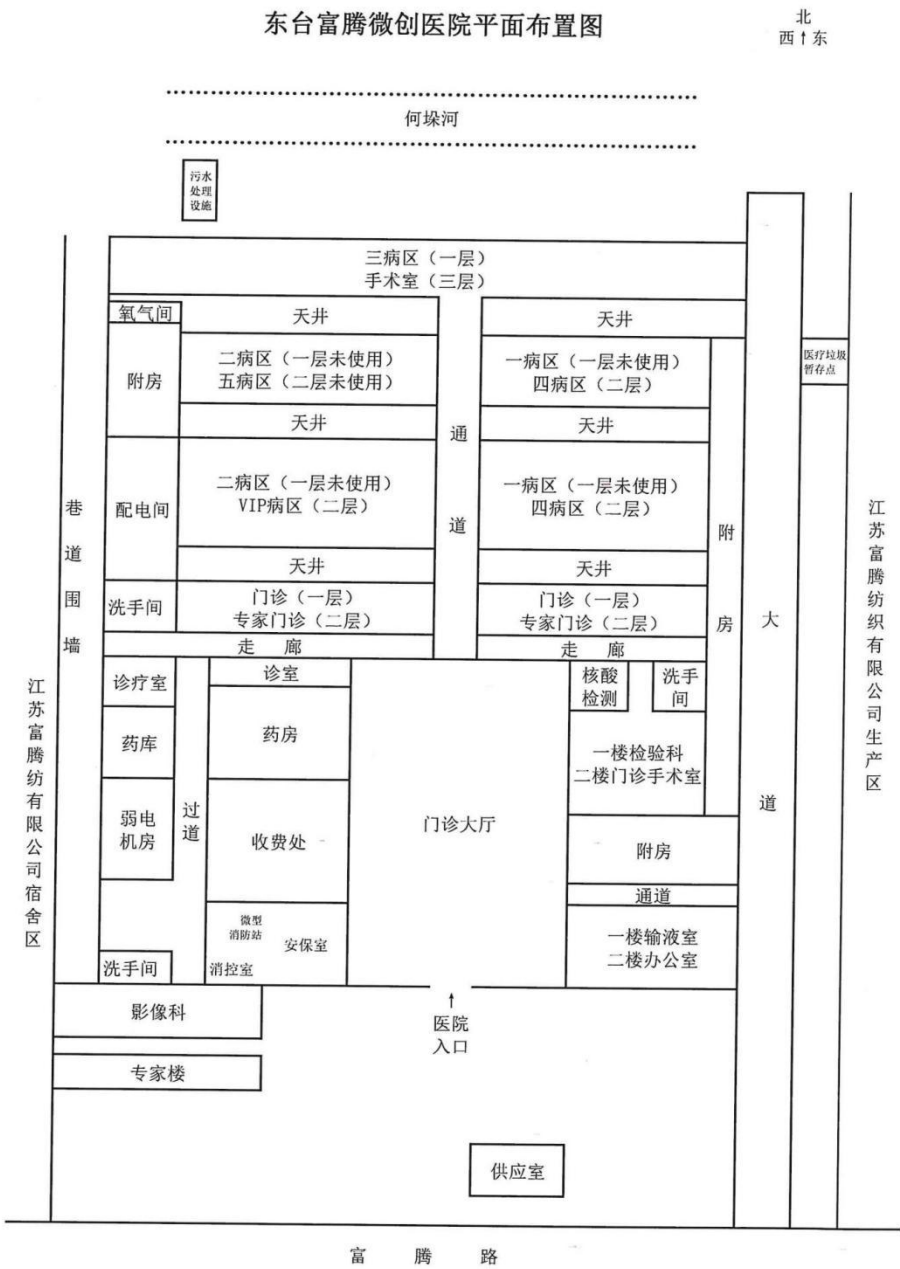 东台富腾微创医院平面布置图
北
西↑东
何垛河
污水
处理
设施
三病区（一层）
手术室（三层）
氧气间
天井
天井
附房
二病区（一层未使用）
五病区（二层未使用）
一病区（一层未使用）
四病区（二层）
医疗垃圾
暂存点
天井
天井
通道
配电间
二病区（一层未使用）
VIP病区（二层）
一病区（一层未使用）
四病区（二层）
附房
巷道围墙
大道
江苏富腾纺织有限公司生产区
天井
天井
洗手间
门诊（一层）
专家门诊（二层）
门诊（一层）
专家门诊（二层）
走廊
走廊
江苏富腾纺有限公司宿舍区
诊疗室
诊室
核酸
检测
洗手
间
药库
药房
一楼检验科
二楼门诊手术室
过道
弱电
机房
收费处
门诊大厅
附房
通道
微型
消防站
安保室
消控室
一楼输液室
二楼办公室
洗手间
影像科
↑
医院
入口
专家楼
供应室
富腾路